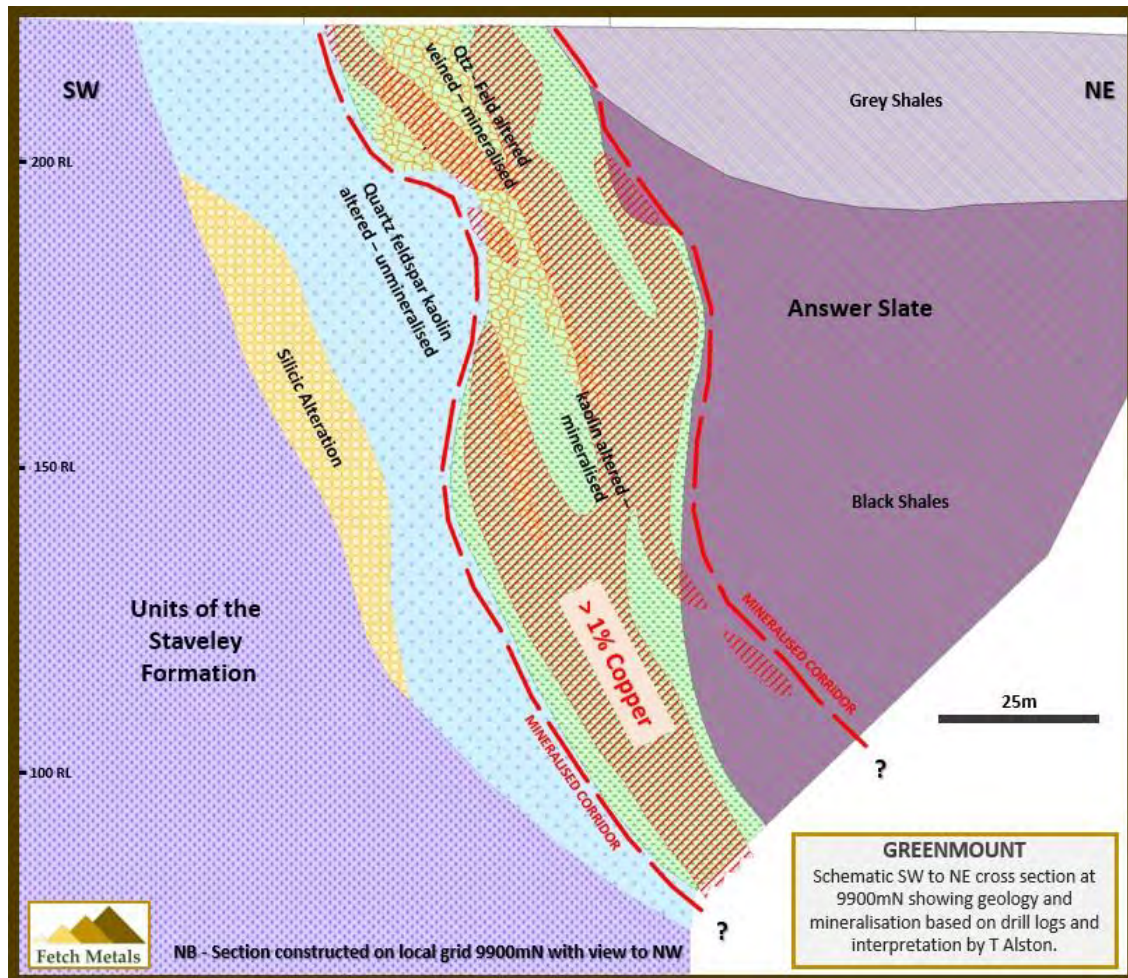 SW
NE
Grey Shales
Qtz - Feld altered
veined – mineralised
200 RL
Quartz feldspar kaolin
altered – unmineralised
Answer Slate
Silicic Alteration
kaolin altered –
mineralised
150 RL
Black Shales
Units of the
Staveley
Formation
> 1% Copper
MINERALISED CORRIDOR
25m
MINERALISED CORRIDOR
100 RL
?
?
GREENMOUNT
Schematic SW to NE cross section at
9900mN showing geology and
mineralisation based on drill logs and
interpretation by T Alston.
Fetch Metals
NB - Section constructed on local grid 9900mN with view to NW